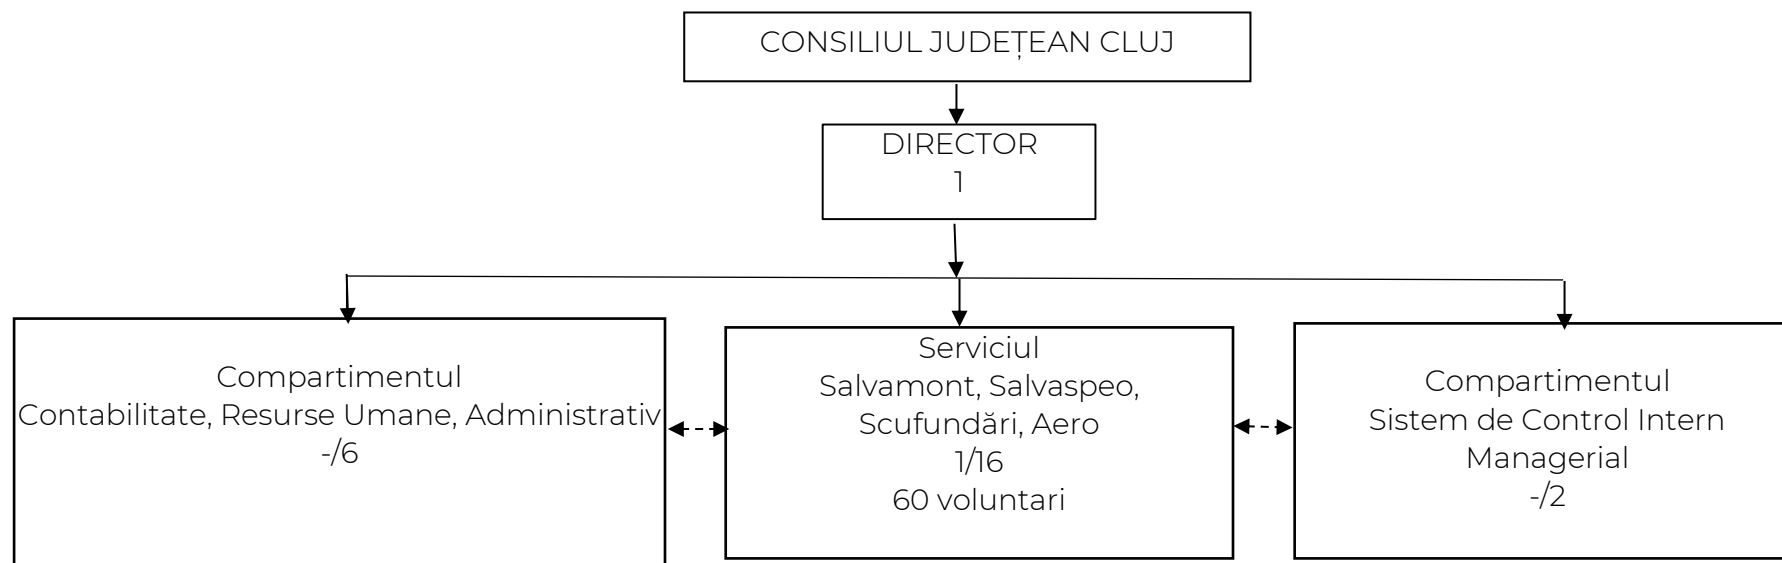 CONSILIUL JUDEȚEAN CLUJ
DIRECTOR
1
Compartimentul
Contabilitate, Resurse Umane, Administrativ
-/6
Serviciul
Salvamont, Salvaspeo,
Scufundări, Aero
1/16
60 voluntari
Compartimentul
Sistem de Control Intern
Managerial
-/2